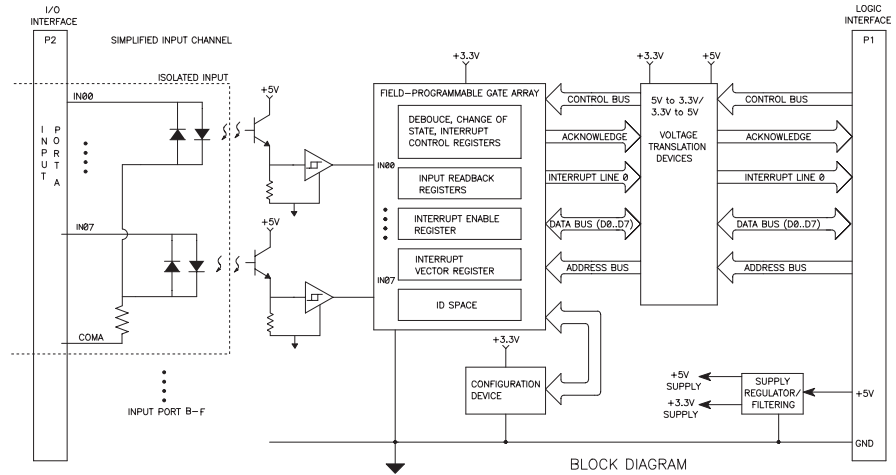 I/O
INTERFACE
P2
SIMPLIFIED INPUT CHANNEL
ISOLATED INPUT
IN00
INPUT
PORT A
IN07
COMA
INPUT PORT B-F
+5V
+5V
+3.3V
FIELD-PROGRAMMABLE GATE ARRAY
DEBOUCE, CHANGE OF
STATE, INTERRUPT
CONTROL REGISTERS
IN00
INPUT READBACK
REGISTERS
INTERRUPT ENABLE
REGISTER
INTERRUPT
VECTOR REGISTER
IN07
ID SPACE
+3.3V
CONFIGURATION
DEVICE
CONTROL BUS
ACKNOWLEDGE
INTERRUPT LINE 0
DATA BUS (D0..D7)
ADDRESS BUS
+3.3V
+5V
5V to 3.3V/
3.3V to 5V
VOLTAGE
TRANSLATION
DEVICES
CONTROL BUS
ACKNOWLEDGE
INTERRUPT LINE 0
DATA BUS (D0..D7)
ADDRESS BUS
LOGIC
INTERFACE
P1
+5V
SUPPLY
+3.3V
SUPPLY
SUPPLY
REGULATOR/
FILTERING
+5V
GND
BLOCK DIAGRAM